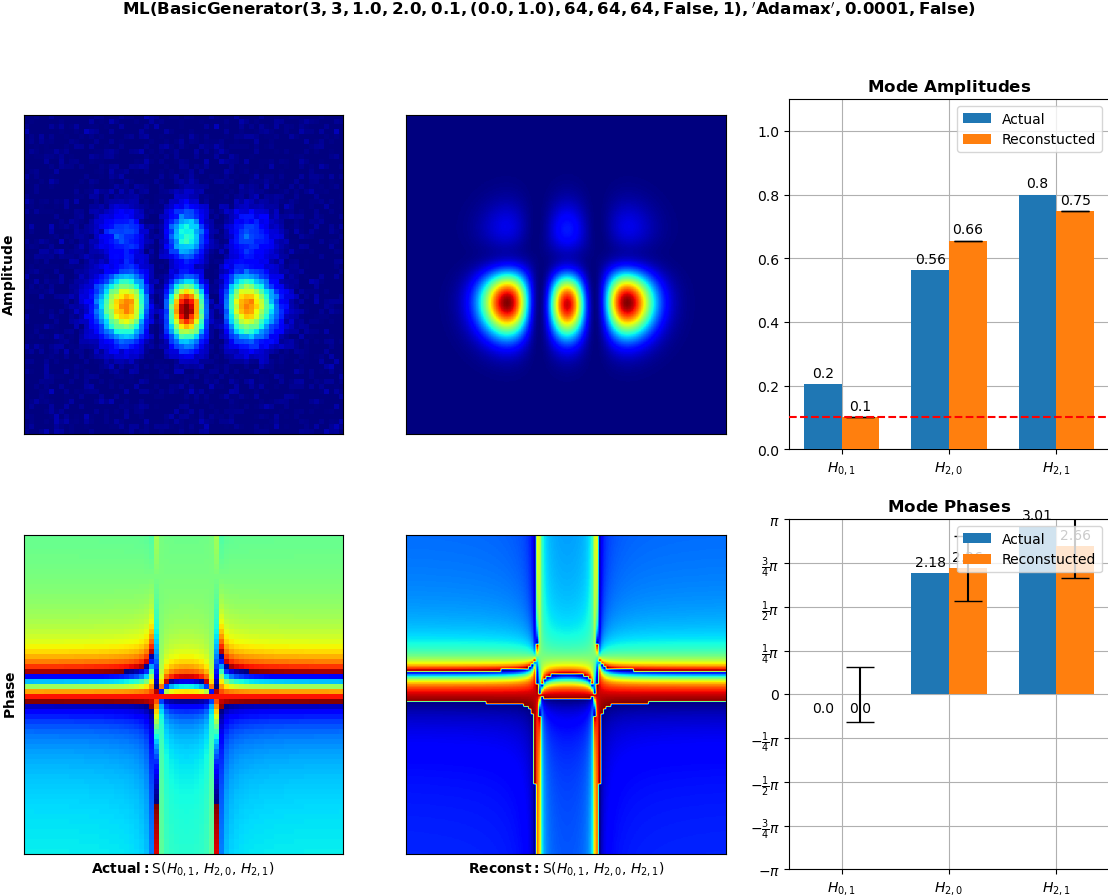 ML(BasicGenerator(3, 3, 1.0, 2.0, 0.1, (0.0, 1.0), 64, 64, 64, False, 1), ′Adamax′, 0.0001, False)
Amplitude
Mode Amplitudes
Actual
Reconstucted
1.0
0.8
0.6
0.4
0.2
0.0
0.2
0.1
0.56
0.66
0.8
0.75
H0,1
H2,0
H2,1
Phase
Actual: S(H0,1, H2,0, H2,1)
Reconst: S(H0,1, H2,0, H2,1)
Mode Phases
Actual
Reconstucted
π
3/4π
1/2π
1/4π
0
−1/4π
−1/2π
−3/4π
−π
0.0
0.0
2.18
3.01
2.66
H0,1
H2,0
H2,1